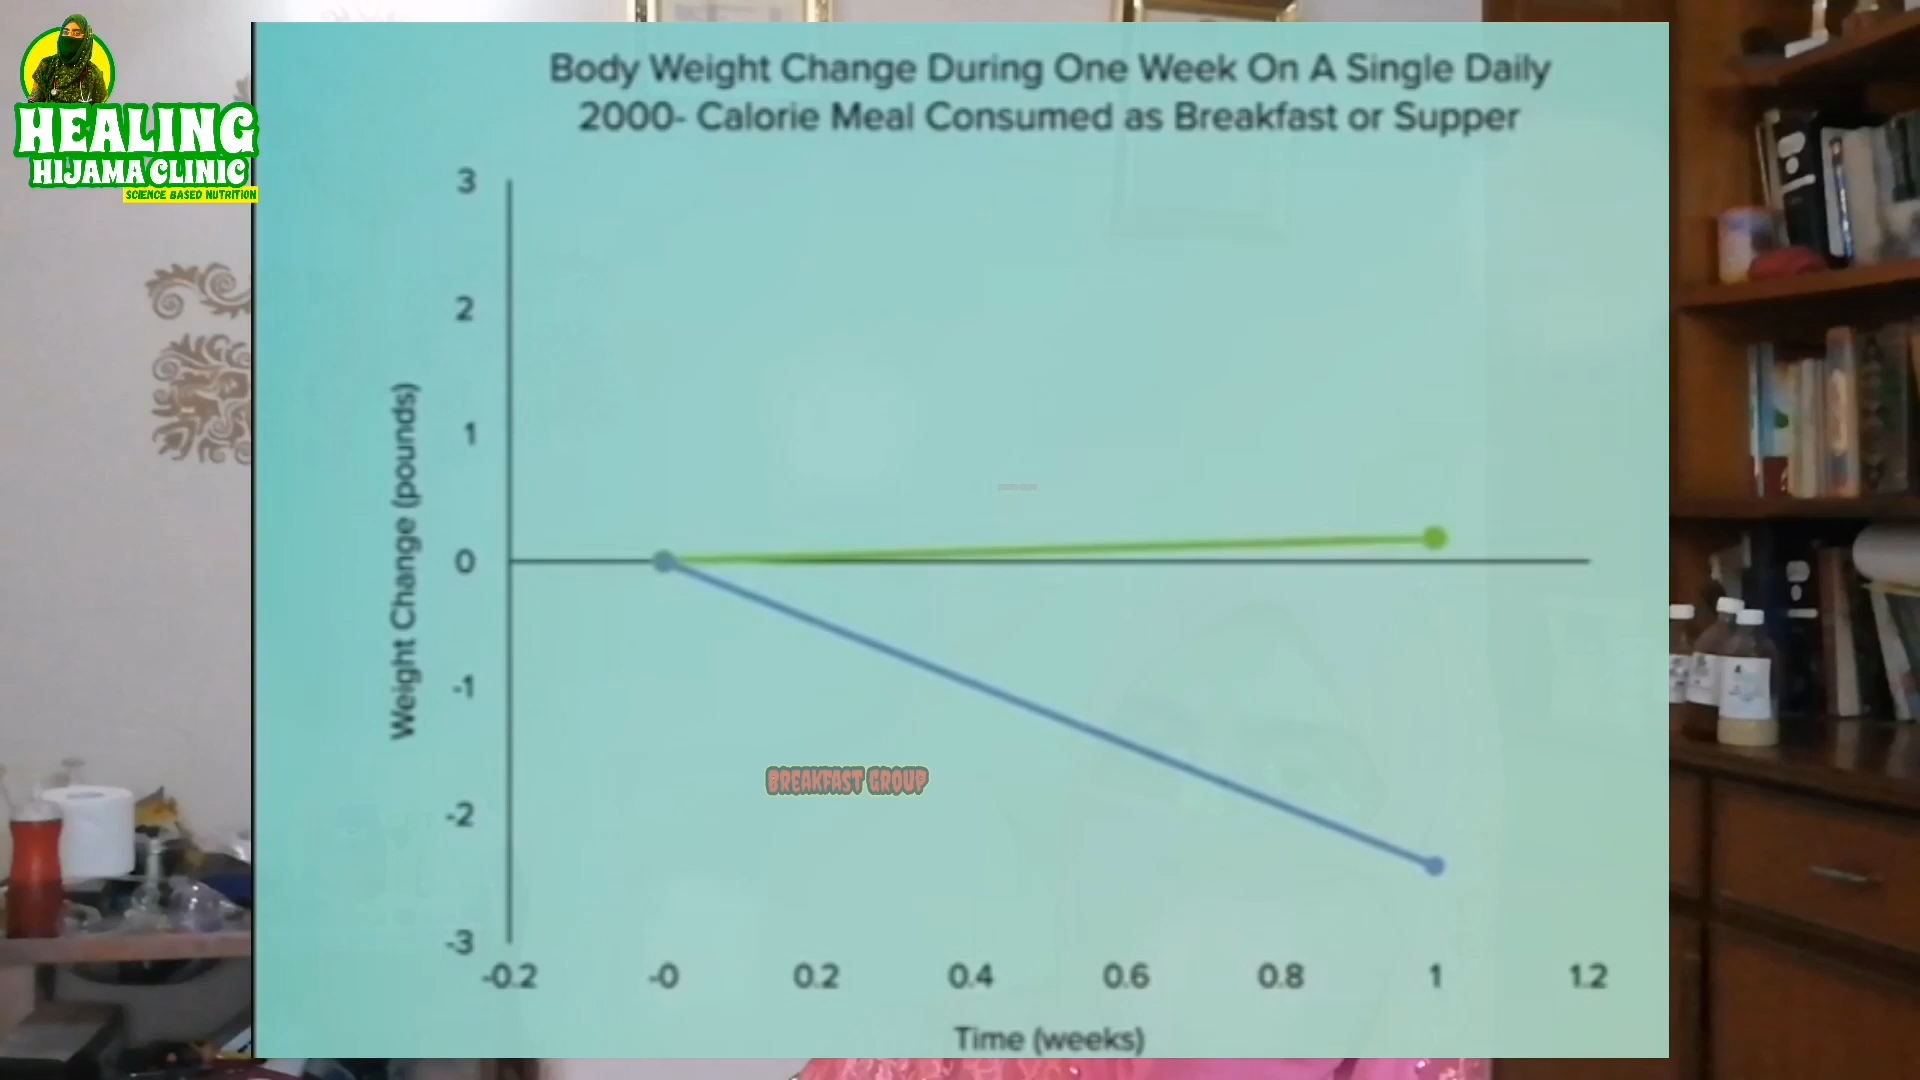 HEALING
HIJAMA CLINIC
SCIENCE BASED NUTRITION
Body Weight Change During One Week On A Single Daily
2000- Calorie Meal Consumed as Breakfast or Supper
Weight Change (pounds)
3
2
1
0
-1
-2
-3
BREAKFAST GROUP
-0.2 -0 0.2 0.4 0.6 0.8 1 1.2
Time (weeks)